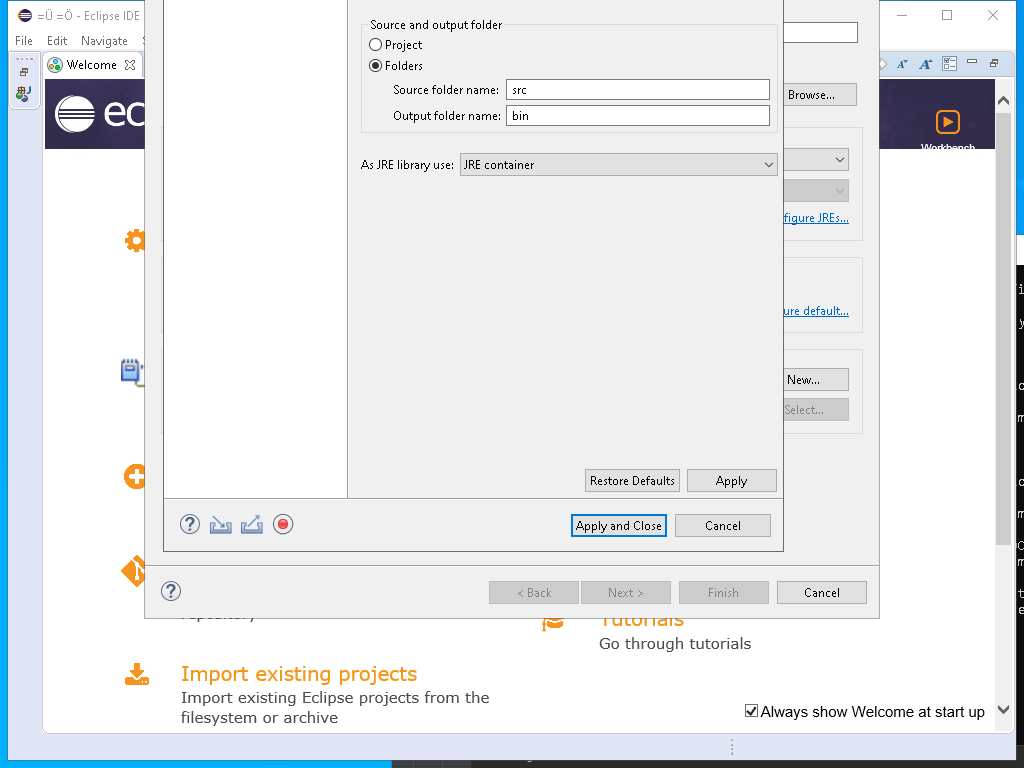 =Ü =Ö - Eclipse IDE
File Edit Navigate
Welcome
ec
Workbench
Source and output folder
Project
Folders
Source folder name: src
Output folder name: bin
Browse...
As JRE library use: JRE container
figure JREs...
ure default...
New...
Select...
Restore Defaults Apply
Apply and Close Cancel
< Back Next > Finish Cancel
Tutorials
Go through tutorials
Import existing projects
Import existing Eclipse projects from the
filesystem or archive
Always show Welcome at start up